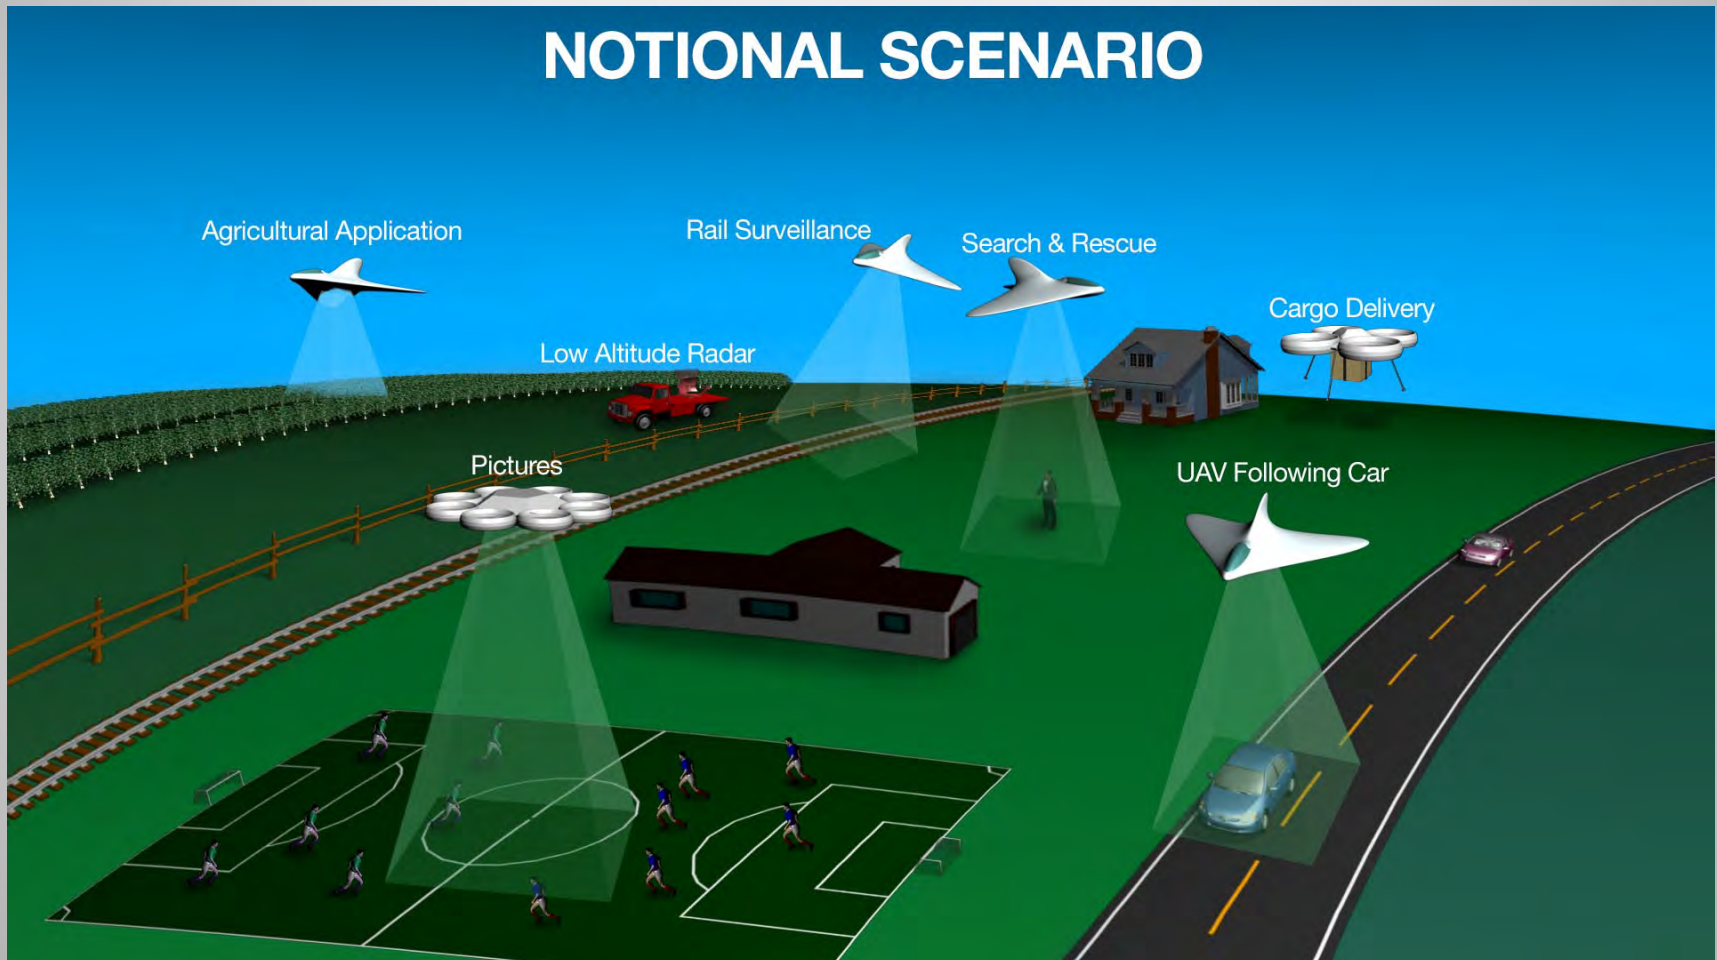 NOTIONAL SCENARIO
Agricultural Application
Rail Surveillance
Search & Rescue
Cargo Delivery
Low Altitude Radar
Pictures
UAV Following Car